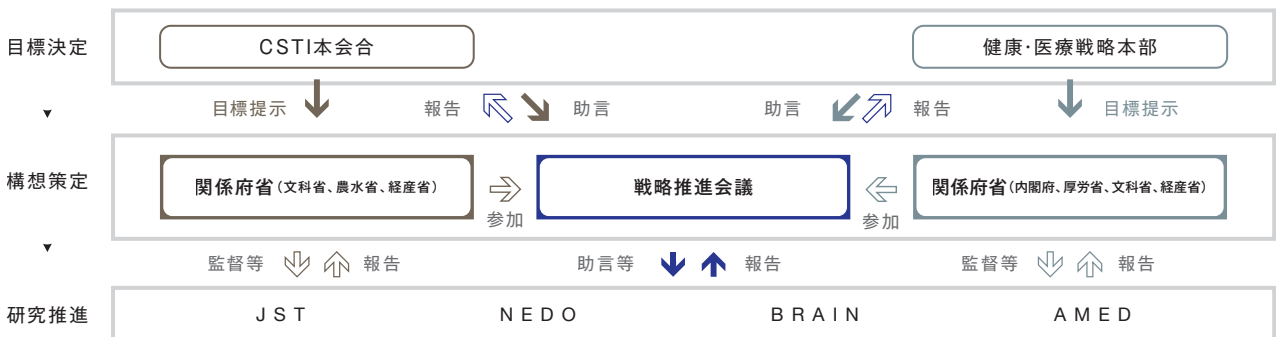 目標決定
CSTI本会合
健康・医療戦略本部
目標提示
報告
助言
助言
報告
目標提示
構想策定
関係府省(文科省、農水省、経産省)
参加
戦略推進会議
参加
関係府省(内閣府、厚労省、文科省、経産省)
監督等
報告
助言等
報告
監督等
報告
研究推進
JST
NEDO
BRAIN
AMED